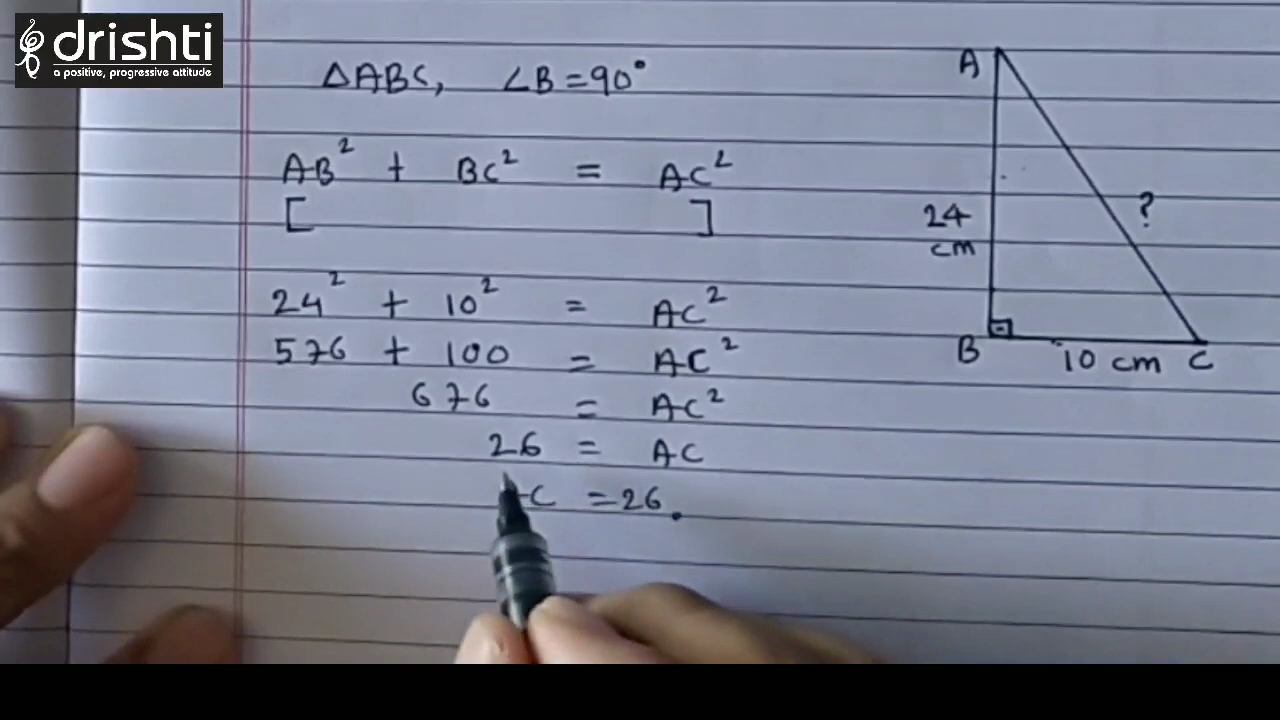 drishti
a positive, progressive attitude
△ABC, ∠B = 90°
AB² + BC² = AC²
[ ]
24² + 10² = AC²
576 + 100 = AC²
676 = AC²
26 = AC
C = 26.
A
24
cm
?
B 10 cm C